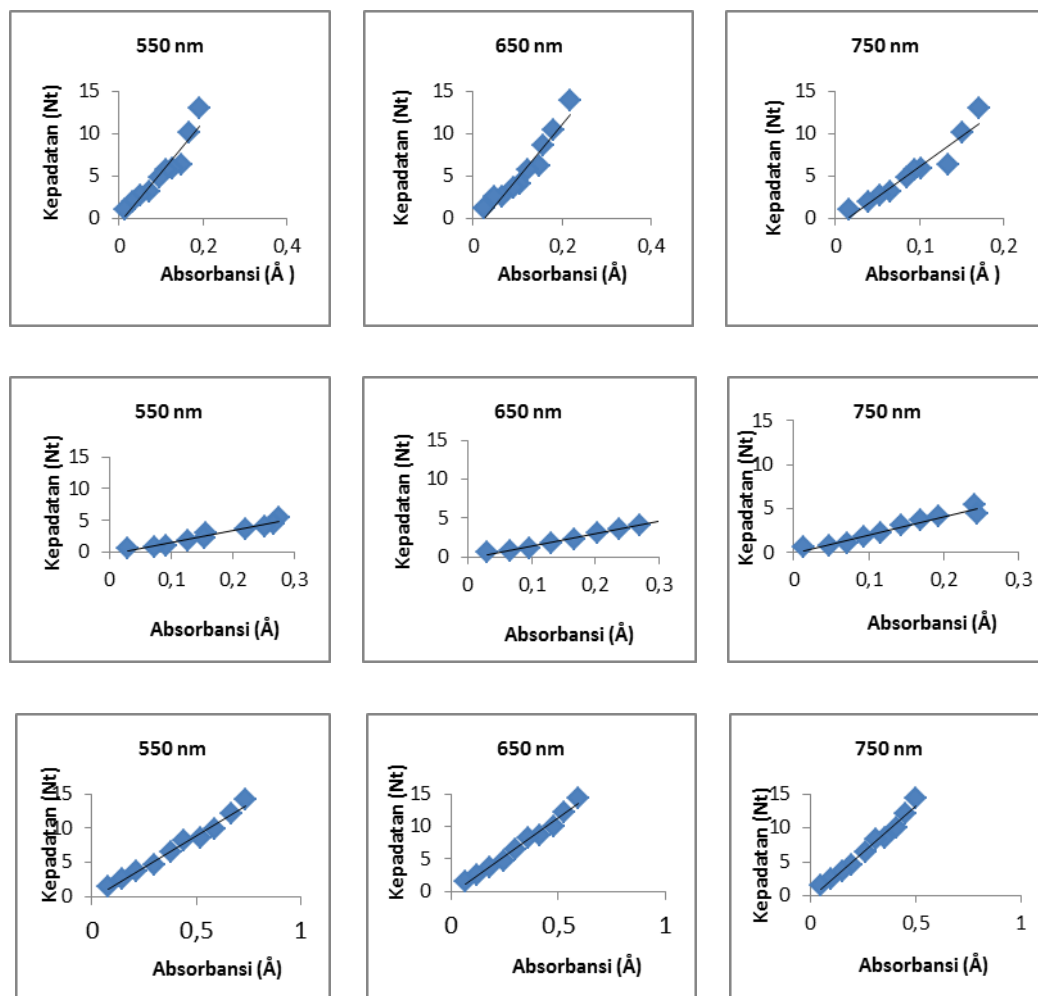 550 nm
Kepadatan (Nt)
15
10
5
0
0 0,2 0,4
Absorbansi (Å )
650 nm
Kepadatan (Nt)
15
10
5
0
0 0,2 0,4
Absorbansi (Å)
750 nm
Kepadatan (Nt)
15
10
5
0
0 0,1 0,2
Absorbansi (Å )
550 nm
Kepadatan (Nt)
15
10
5
0
0 0,1 0,2 0,3
Absorbansi (Å)
650 nm
Kepadatan (Nt)
15
10
5
0
0 0,1 0,2 0,3
Absorbansi (Å)
750 nm
Kepadatan (Nt)
15
10
5
0
0 0,1 0,2 0,3
Absorbansi (Å)
550 nm
Kepadatan (Nt)
15
10
5
0
0 0,5 1
Absorbansi (Å)
650 nm
Kepadatan (Nt)
15
10
5
0
0 0,5 1
Absorbansi (Å)
750 nm
Kepadatan (Nt)
15
10
5
0
0 0,5 1
Absorbansi (Å)